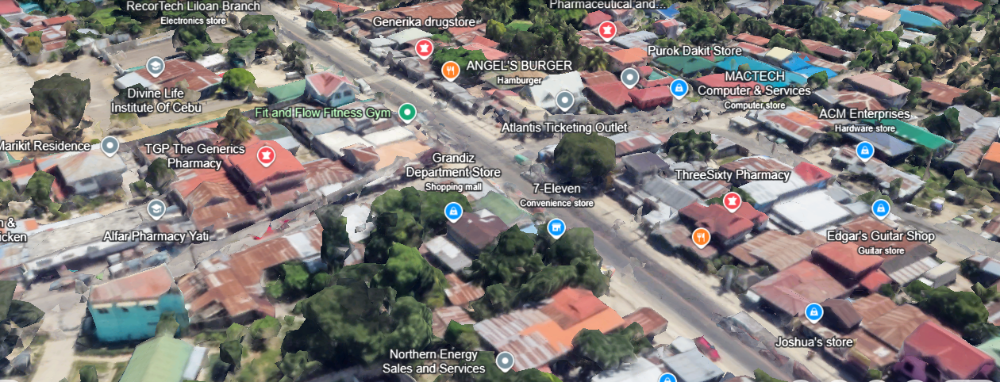 RecorTech Liloan Branch
Electronics store
Generika drugstore
Pharmaceutical and...
ANGEL'S BURGER
Hamburger
Purok Dakit Store
MACTECH
Computer & Services
Computer store
Divine Life
Institute Of Cebu
Fit and Flow Fitness Gym
Atlantis Ticketing Outlet
ACM Enterprises
Hardware store
Marikit Residence
TGP The Generics
Pharmacy
Grandiz
Department Store
Shopping mall
7-Eleven
Convenience store
ThreeSixty Pharmacy
&
Alfar Pharmacy Yati
Edgar's Guitar Shop
Guitar store
Joshua's store
Northern Energy
Sales and Services